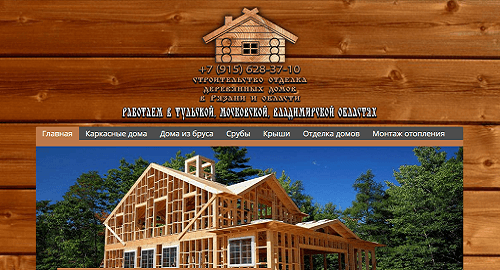 +7 (915) 628-37-10
строительство отделка
деревянных домов
в Рязани и области
работаем в тульской, московской, владимирской областях
Главная Каркасные дома Дома из бруса Срубы Крыши Отделка домов Монтаж отопления